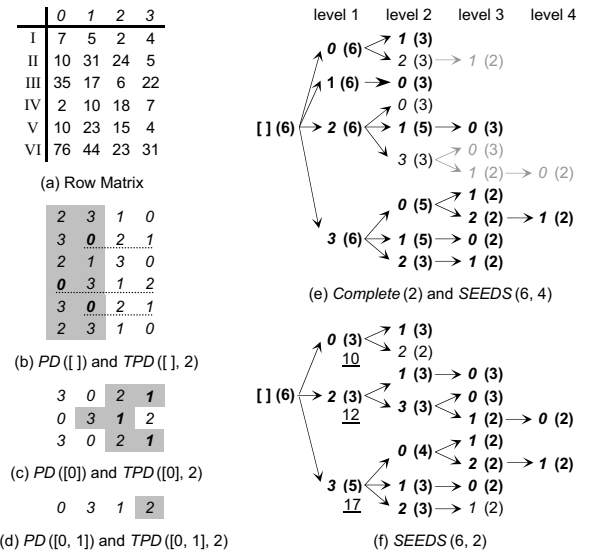 0 1 2 3
I 7 5 2 4
II 10 31 24 5
III 35 17 6 22
IV 2 10 18 7
V 10 23 15 4
VI 76 44 23 31
(a) Row Matrix
2 3 1 0
3 0 2 1
2 1 3 0
0 3 1 2
3 0 2 1
2 3 1 0
(b) PD([ ]) and TPD([ ], 2)
3 0 2 1
0 3 1 2
3 0 2 1
(c) PD([0]) and TPD([0], 2)
0 3 1 2
(d) PD([0, 1]) and TPD([0, 1], 2)
level 1 level 2 level 3 level 4
1 (3)
0 (6)
2 (3) 1 (2)
1 (6) 0 (3)
0 (3)
[ ] (6) 2 (6) 1 (5) 0 (3)
3 (3) 0 (3)
1 (2) 0 (2)
0 (5) 1 (2)
2 (2) 1 (2)
3 (6) 1 (5) 0 (2)
2 (3) 1 (2)
(e) Complete(2) and SEEDS(6, 4)
0 (3) 1 (3)
10 2 (2)
1 (3) 0 (3)
[ ] (6) 2 (3) 3 (3) 0 (3)
12 1 (2) 0 (2)
0 (4) 1 (2)
2 (2) 1 (2)
3 (5) 1 (3) 0 (2)
17 2 (3) 1 (2)
(f) SEEDS(6, 2)